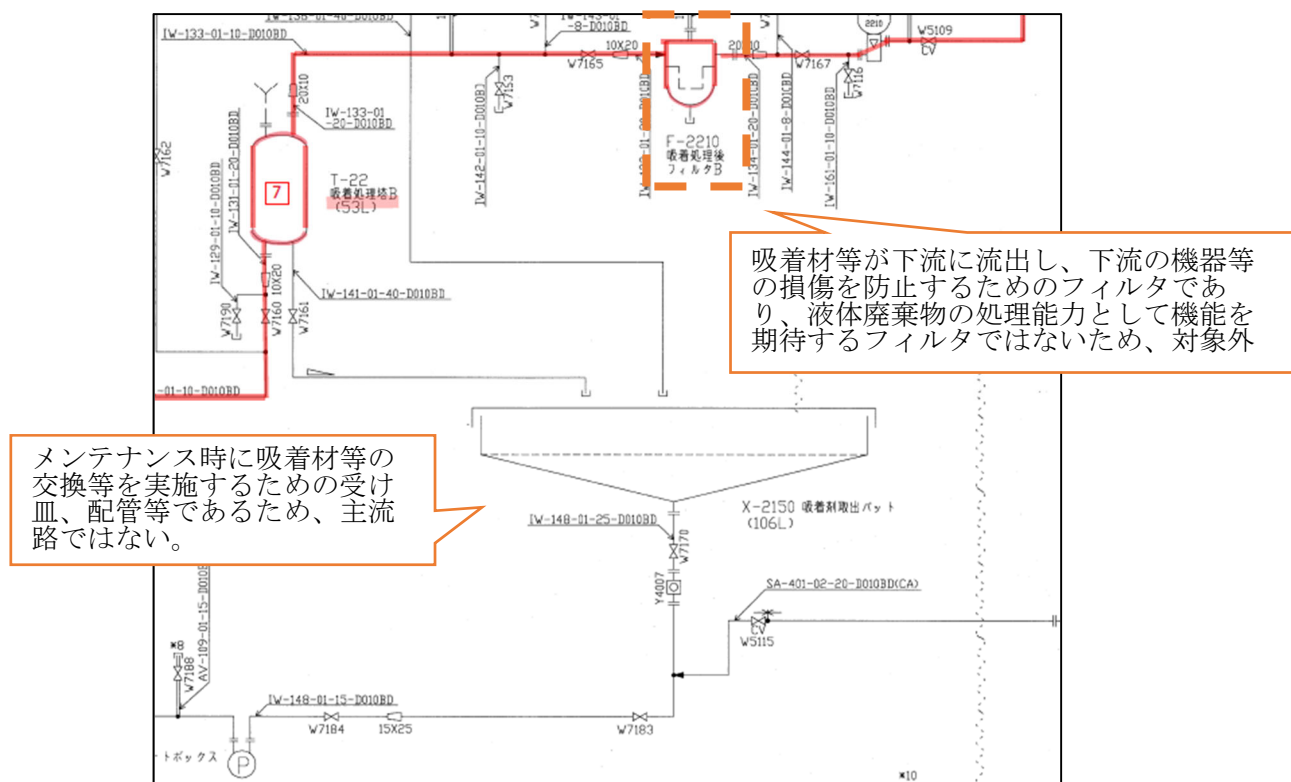 IW-133-01-10-D010BD
10X20
W7165
20X10
W5109
CV
2210
W7167
W7153
W7116
IW-142-01-10-D010BD
IW-134-01-20-D010BD
IW-144-01-8-D010BD
IW-161-01-10-D010BD
-8-D010BD
F-2210
吸着処理後
フィルタB
20X10
IW-133-01
-20-D010BD
W7162
IW-131-01-20-D010BD
IW-129-01-10-D010BD
7
T-22
吸着処理塔B
(53L)
10X20
W7190
W7160
W7161
IW-141-01-40-D010BD
-01-10-D010BD
吸着材等が下流に流出し、下流の機器等
の損傷を防止するためのフィルタであ
り、液体廃棄物の処理能力として機能を
期待するフィルタではないため、対象外
メンテナンス時に吸着材等の
交換等を実施するための受け
皿、配管等であるため、主流
路ではない。
X-2150 吸着剤取出パット
(106L)
IW-148-01-25-D010BD
W7170
Y4007
SA-401-02-20-D010BD(CA)
CV
W5115
AV-109-01-15-D010B
*8
W7188
IW-148-01-15-D010BD
W7184
15X25
W7183
トボックス
P
*10